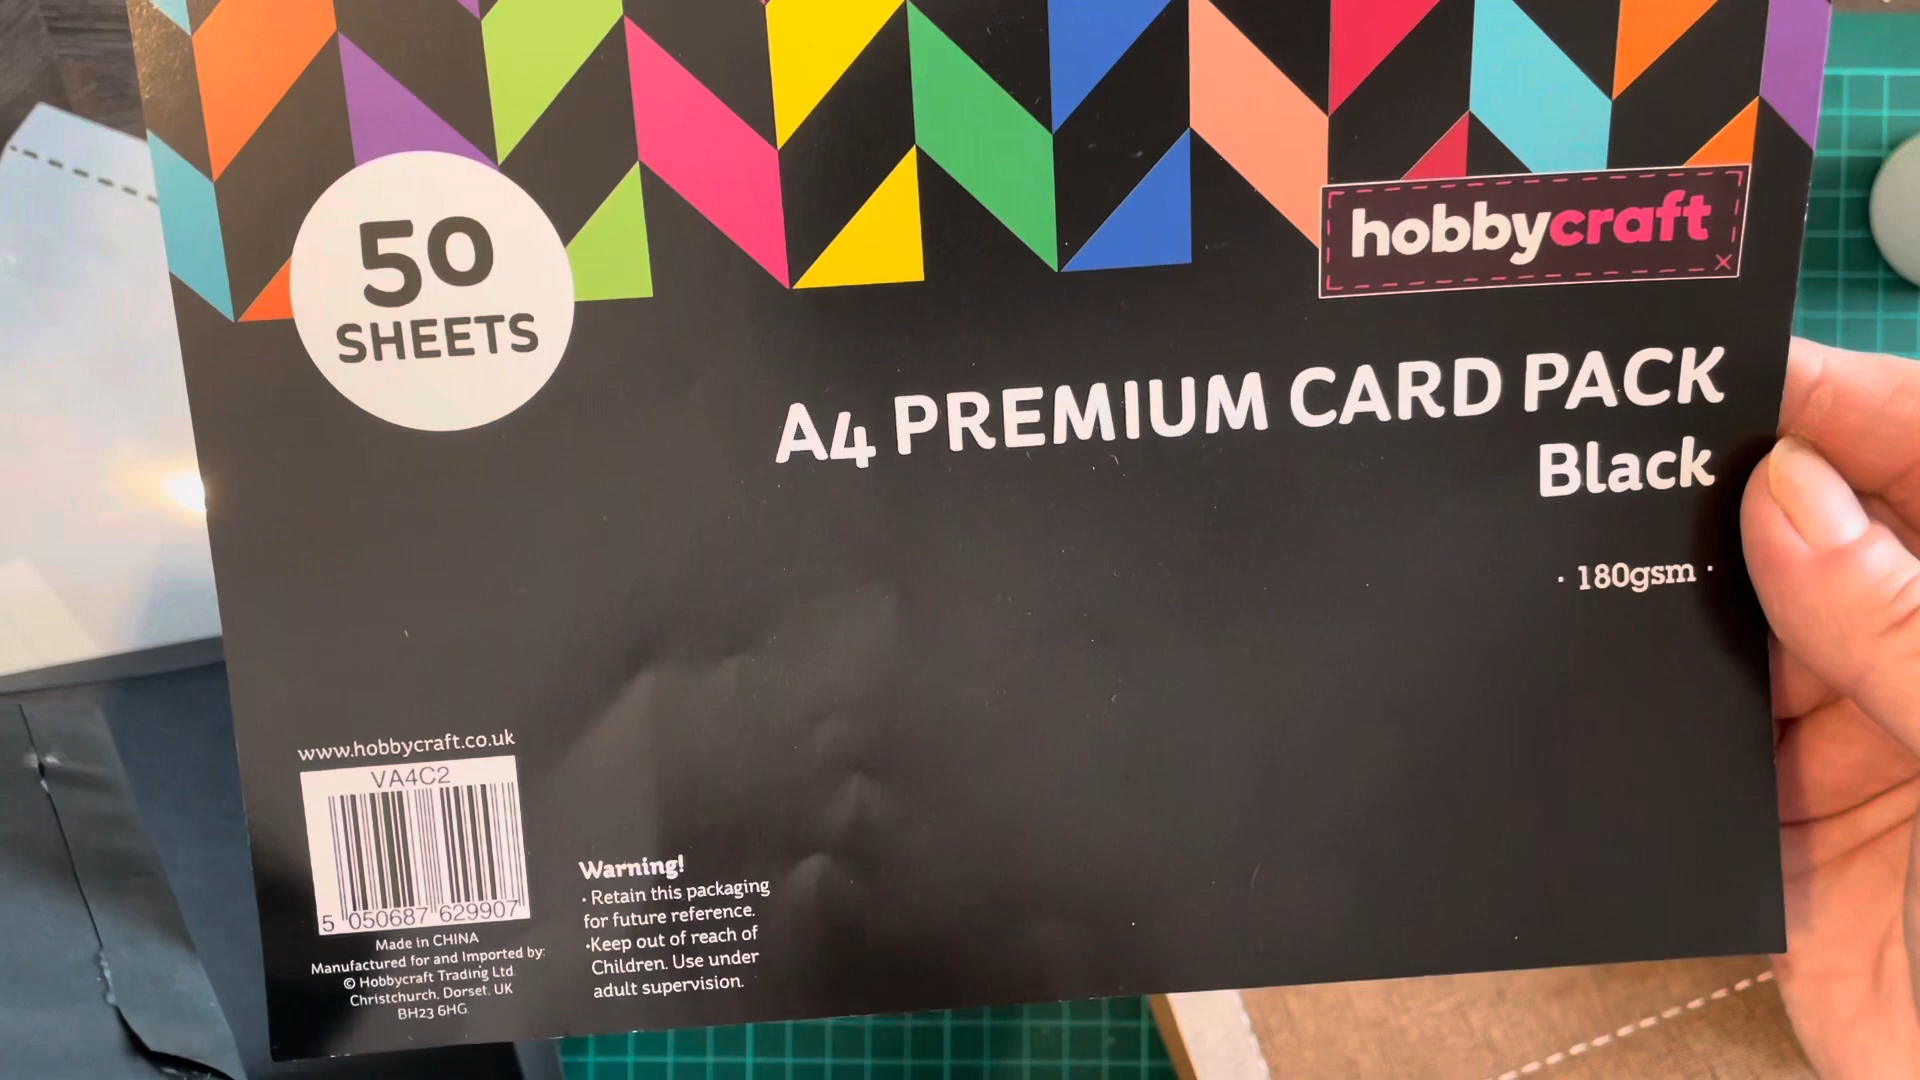 50
SHEETS
hobbycraft
A4 PREMIUM CARD PACK
Black
· 180gsm ·
www.hobbycraft.co.uk
VA4C2
5 050687 629907
Made in CHINA
Manufactured for and Imported by:
© Hobbycraft Trading Ltd.
Christchurch, Dorset, UK
BH23 6HG
Warning!
· Retain this packaging
for future reference.
·Keep out of reach of
Children. Use under
adult supervision.